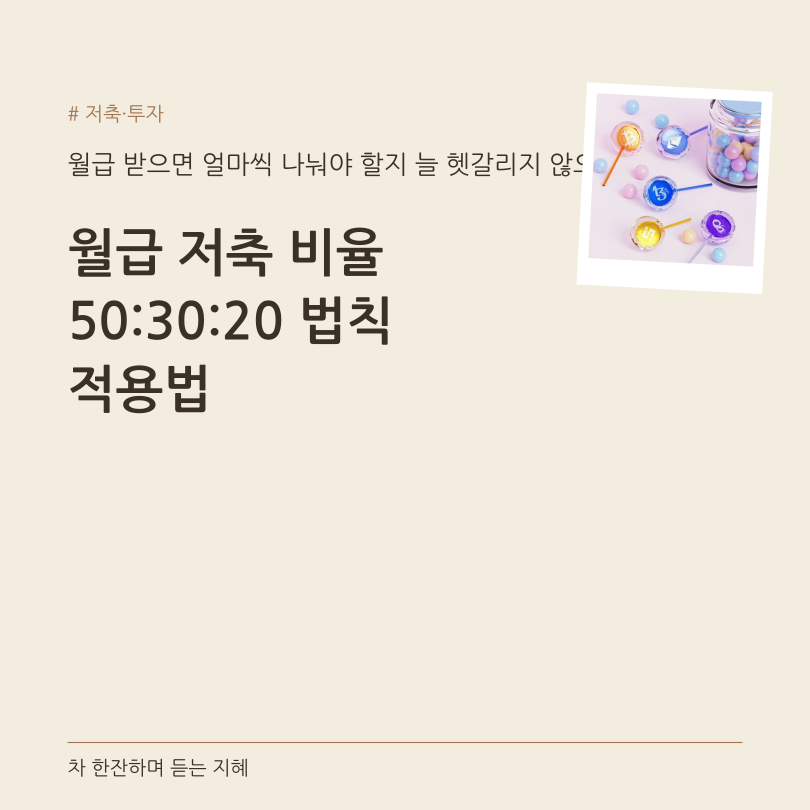 # 저축·투자
월급 받으면 얼마씩 나눠야 할지 늘 헷갈리지 
월급 저축 비율
50:30:20 법칙
적용법
차 한잔하며 듣는 지혜